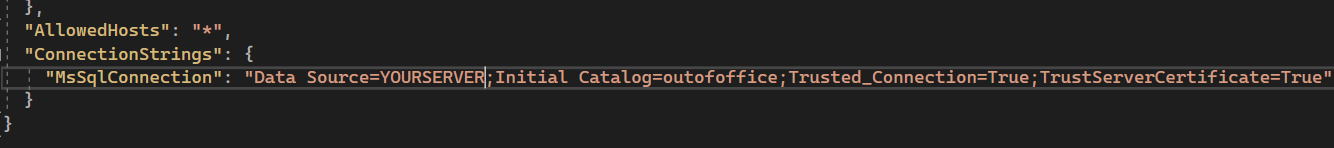 },
"AllowedHosts": "*",
"ConnectionStrings": {
"MsSqlConnection": "Data Source=YOURSERVER;Initial Catalog=outofoffice;Trusted_Connection=True;TrustServerCertificate=True"
}
}